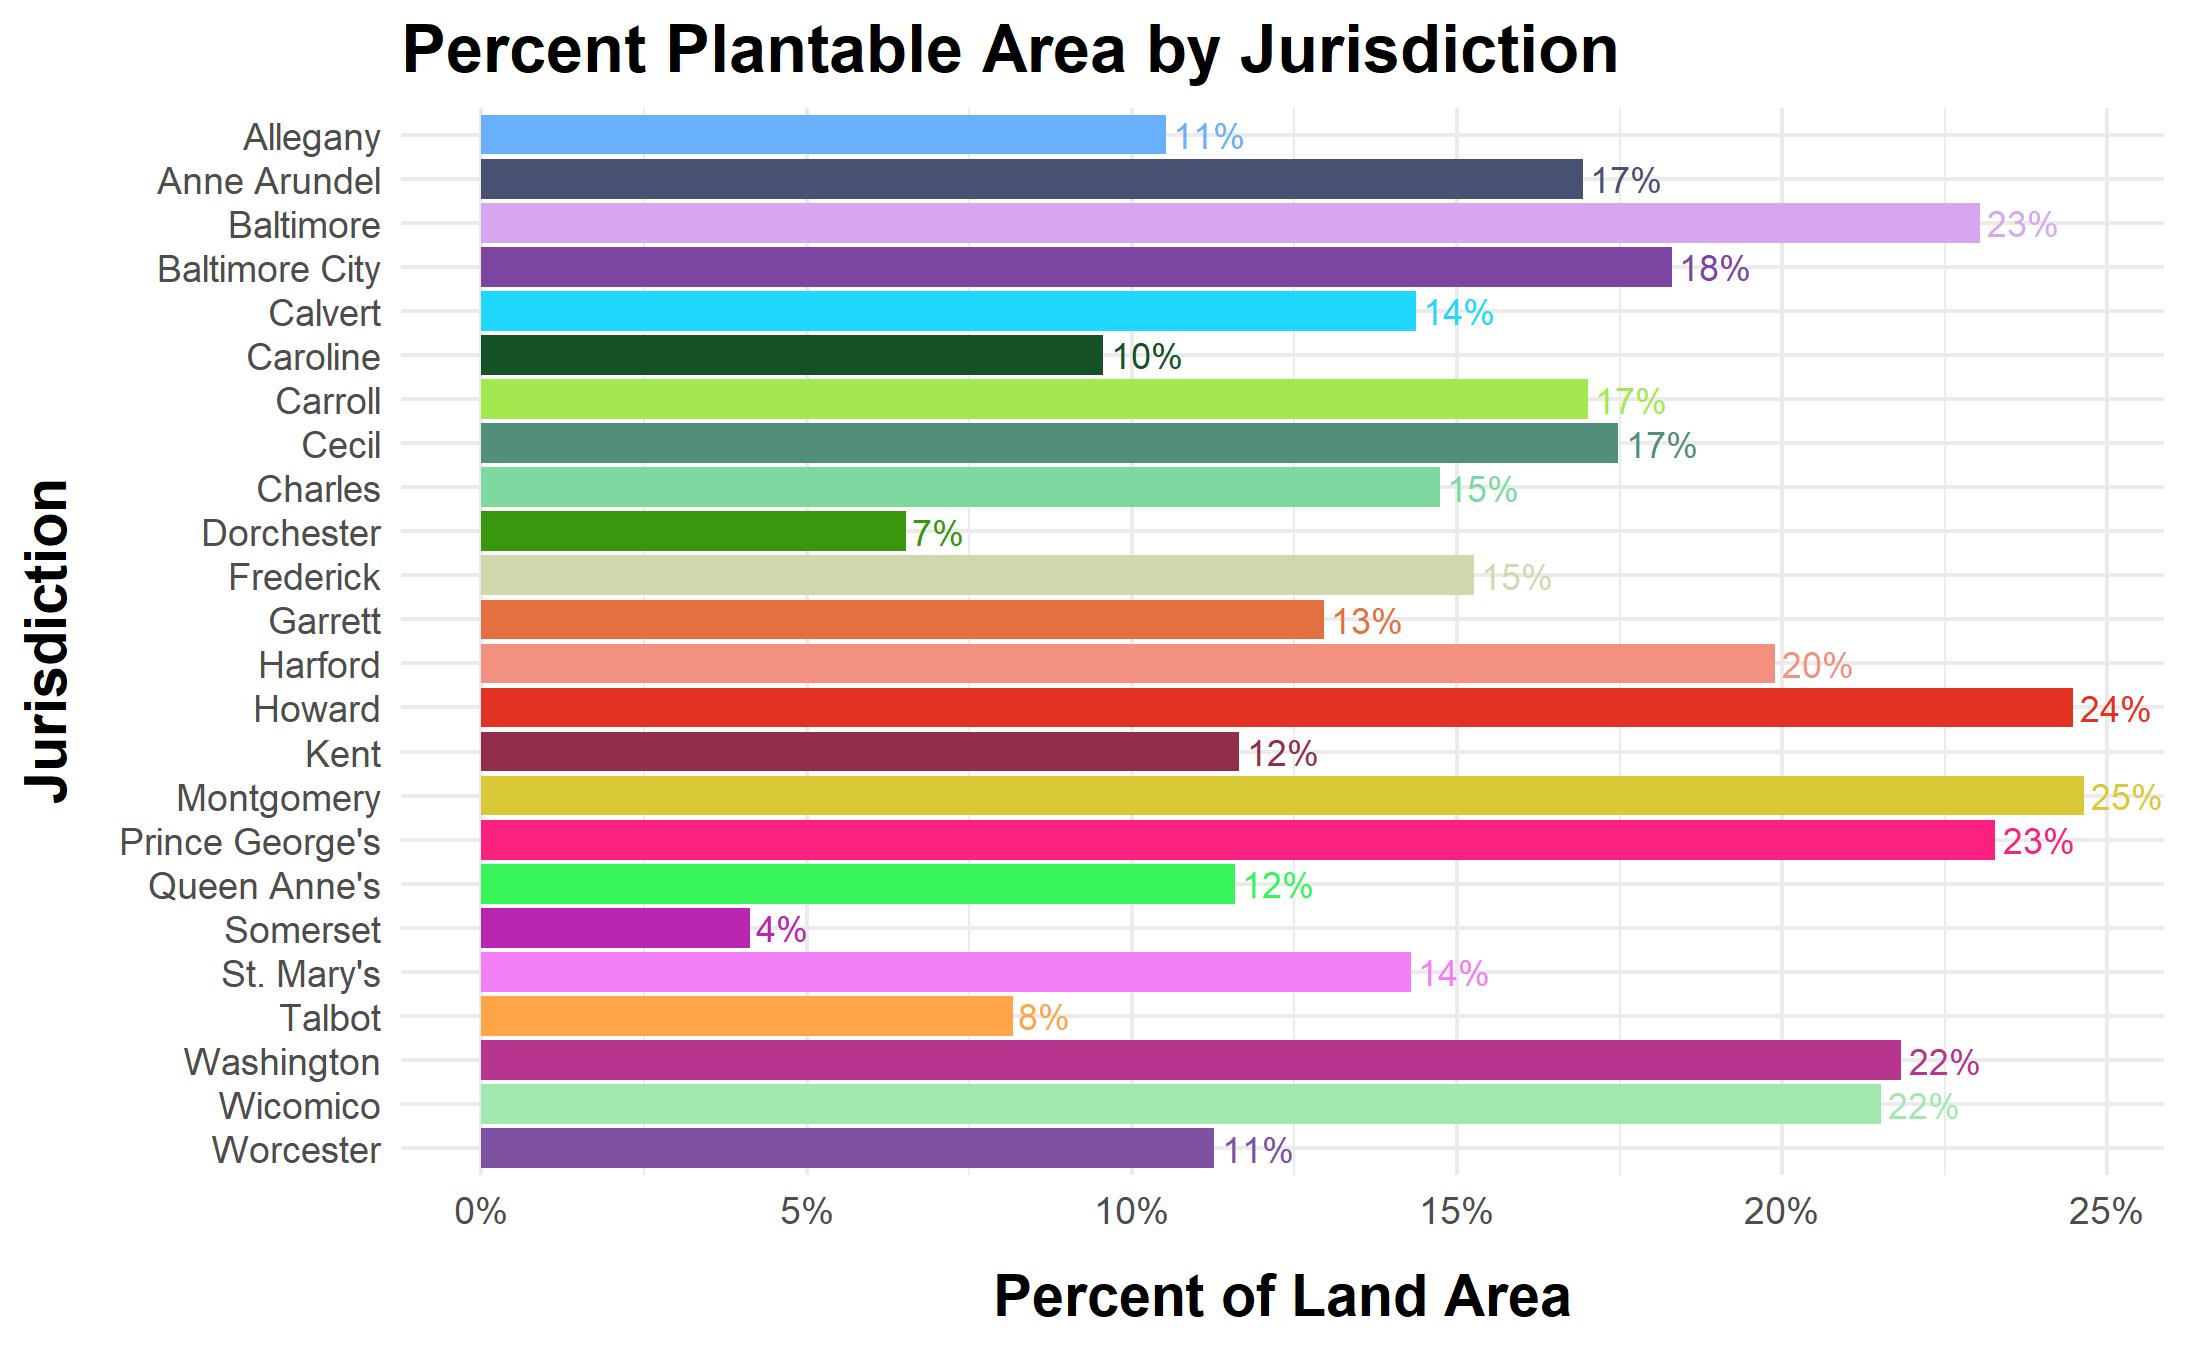 Percent Plantable Area by Jurisdiction
Jurisdiction
Allegany 11%
Anne Arundel 17%
Baltimore 23%
Baltimore City 18%
Calvert 14%
Caroline 10%
Carroll 17%
Cecil 17%
Charles 15%
Dorchester 7%
Frederick 15%
Garrett 13%
Harford 20%
Howard 24%
Kent 12%
Montgomery 25%
Prince George's 23%
Queen Anne's 12%
Somerset 4%
St. Mary's 14%
Talbot 8%
Washington 22%
Wicomico 22%
Worcester 11%
0% 5% 10% 15% 20% 25%
Percent of Land Area